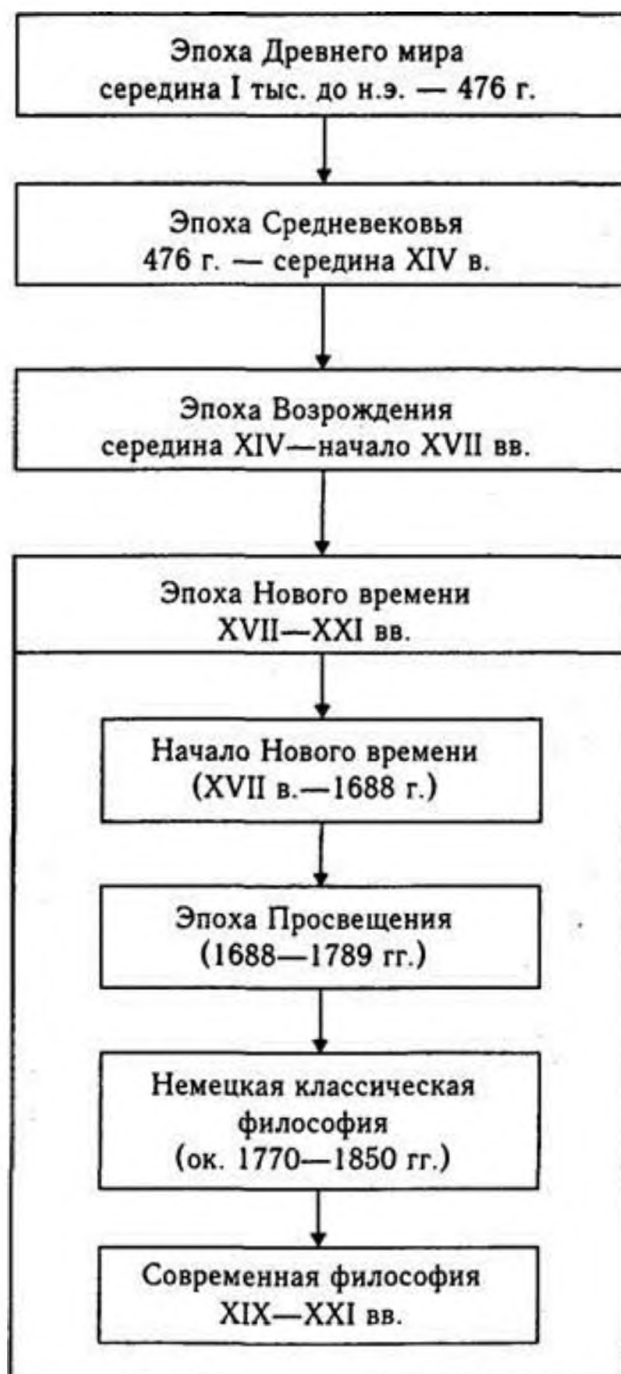 Эпоха Древнего мира
середина I тыс. до н.э. — 476 г.
Эпоха Средневековья
476 г. — середина XIV в.
Эпоха Возрождения
середина XIV—начало XVII вв.
Эпоха Нового времени
XVII—XXI вв.
Начало Нового времени
(XVII в.—1688 г.)
Эпоха Просвещения
(1688—1789 гг.)
Немецкая классическая
философия
(ок. 1770—1850 гг.)
Современная философия
XIX—XXI вв.